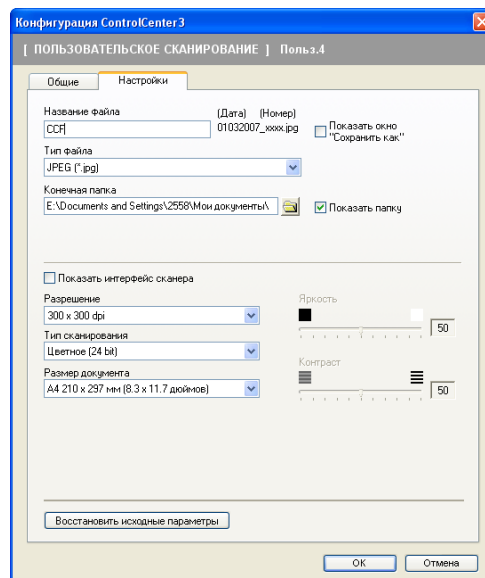 Конфигурация ControlCenter3
[ ПОЛЬЗОВАТЕЛЬСКОЕ СКАНИРОВАНИЕ ] Польз.4
Общие Настройки
Название файла (Дата) (Номер)
CCF 01032007_xxxx.jpg Показать окно "Сохранить как"
Тип файла
JPEG (*.jpg)
Конечная папка
E:\Documents and Settings\2558\Мои документы\ Показать папку
Показать интерфейс сканера
Разрешение Яркость
300 x 300 dpi 50
Тип сканирования
Цветное (24 bit)
Контраст
Размер документа
A4 210 x 297 мм (8.3 x 11.7 дюймов) 50
Восстановить исходные параметры
OK Отмена